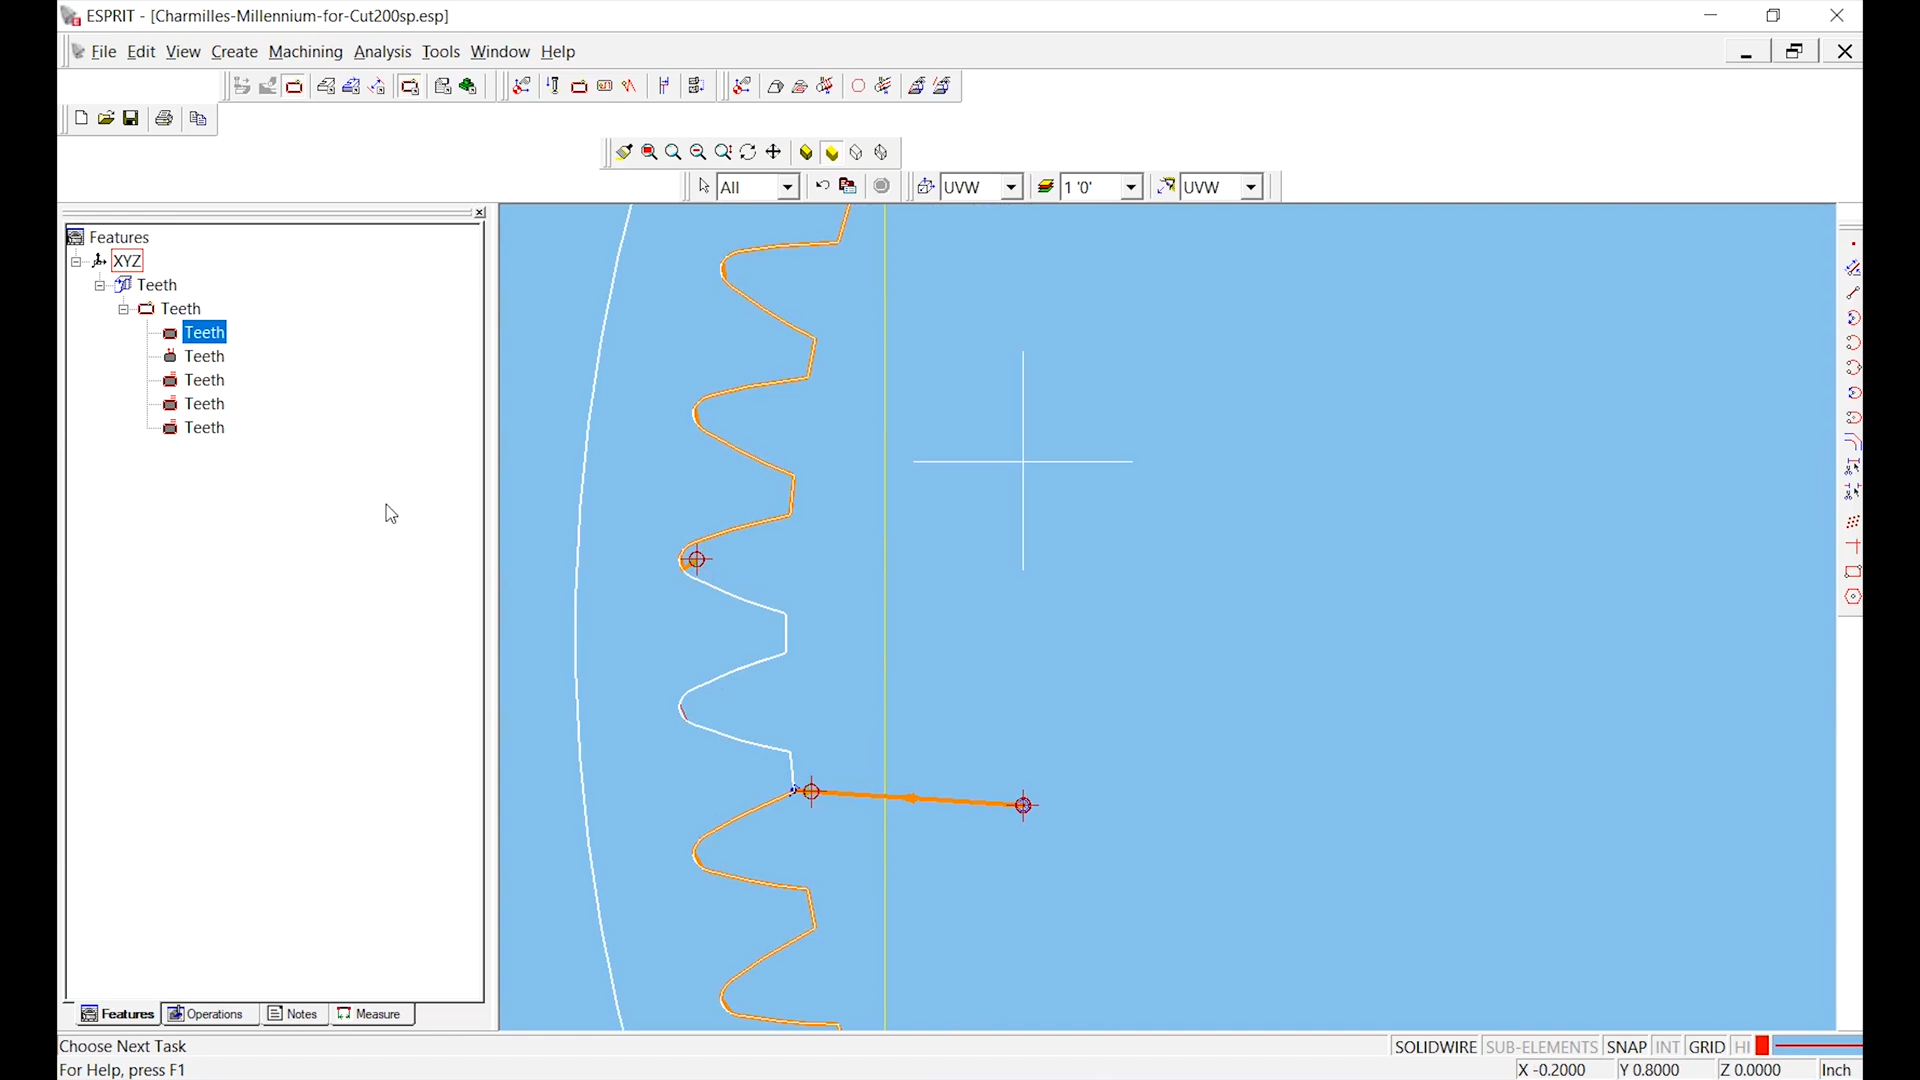 ESPRIT - [Charmilles-Millennium-for-Cut200sp.esp]
File Edit View Create Machining Analysis Tools Window Help
All UVW 1 '0' UVW
Features
XYZ
Teeth
Teeth
Teeth
Teeth
Teeth
Teeth
Teeth
Features Operations Notes Measure
Choose Next Task SOLIDWIRE SUB-ELEMENTS SNAP INT GRID HI
For Help, press F1 X -0.2000 Y 0.8000 Z 0.0000 Inch